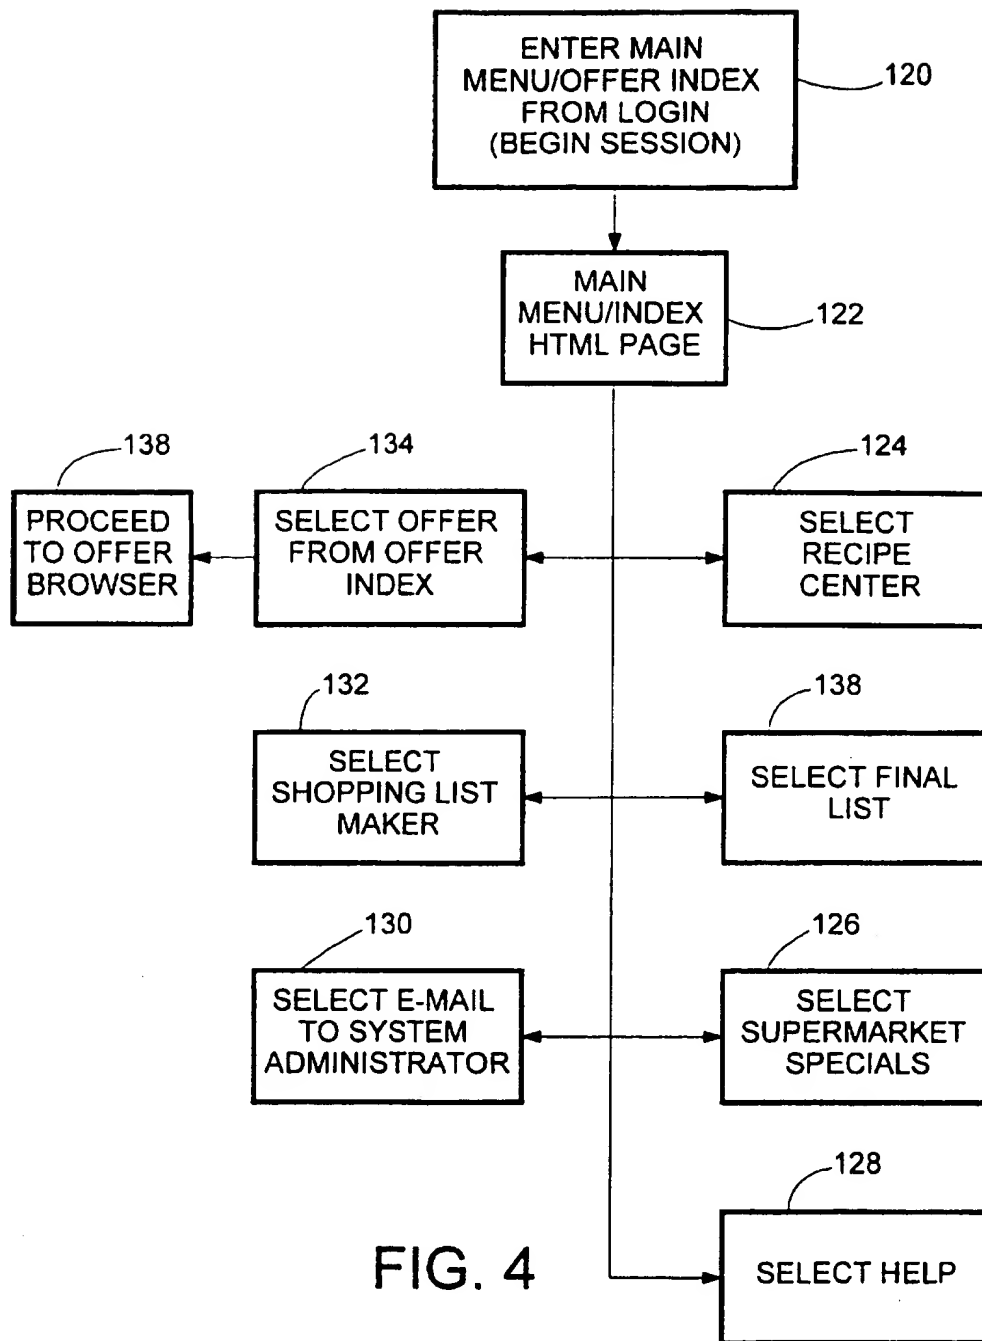 ENTER MAIN
MENU/OFFER INDEX
FROM LOGIN
(BEGIN SESSION)
120
MAIN
MENU/INDEX
HTML PAGE
122
138
PROCEED
TO OFFER
BROWSER
134
SELECT OFFER
FROM OFFER
INDEX
124
SELECT
RECIPE
CENTER
132
SELECT
SHOPPING LIST
MAKER
138
SELECT FINAL
LIST
130
SELECT E-MAIL
TO SYSTEM
ADMINISTRATOR
126
SELECT
SUPERMARKET
SPECIALS
128
SELECT HELP
FIG. 4